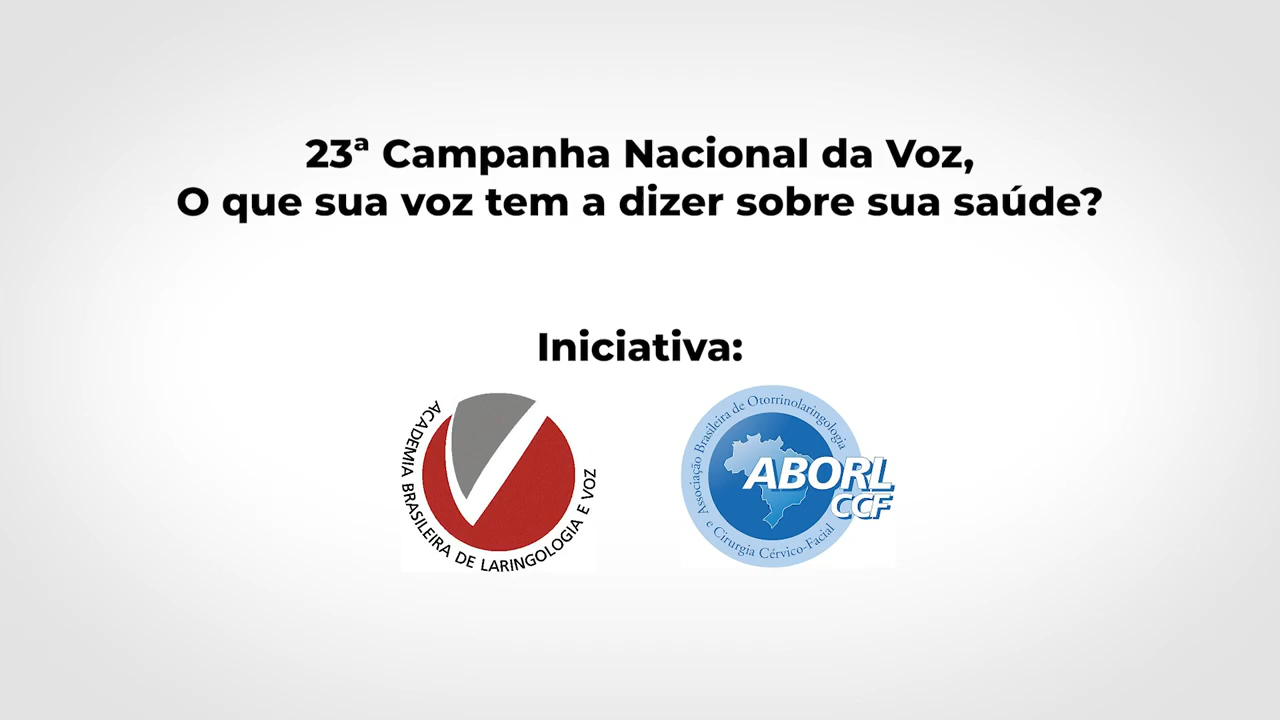 23ª Campanha Nacional da Voz,
O que sua voz tem a dizer sobre sua saúde?
Iniciativa:
ACADEMIA BRASILEIRA DE LARINGOLOGIA E VOZ
Associação Brasileira de Otorrinolaringologia
e Cirurgia Cérvico-Facial
ABORL
CCF